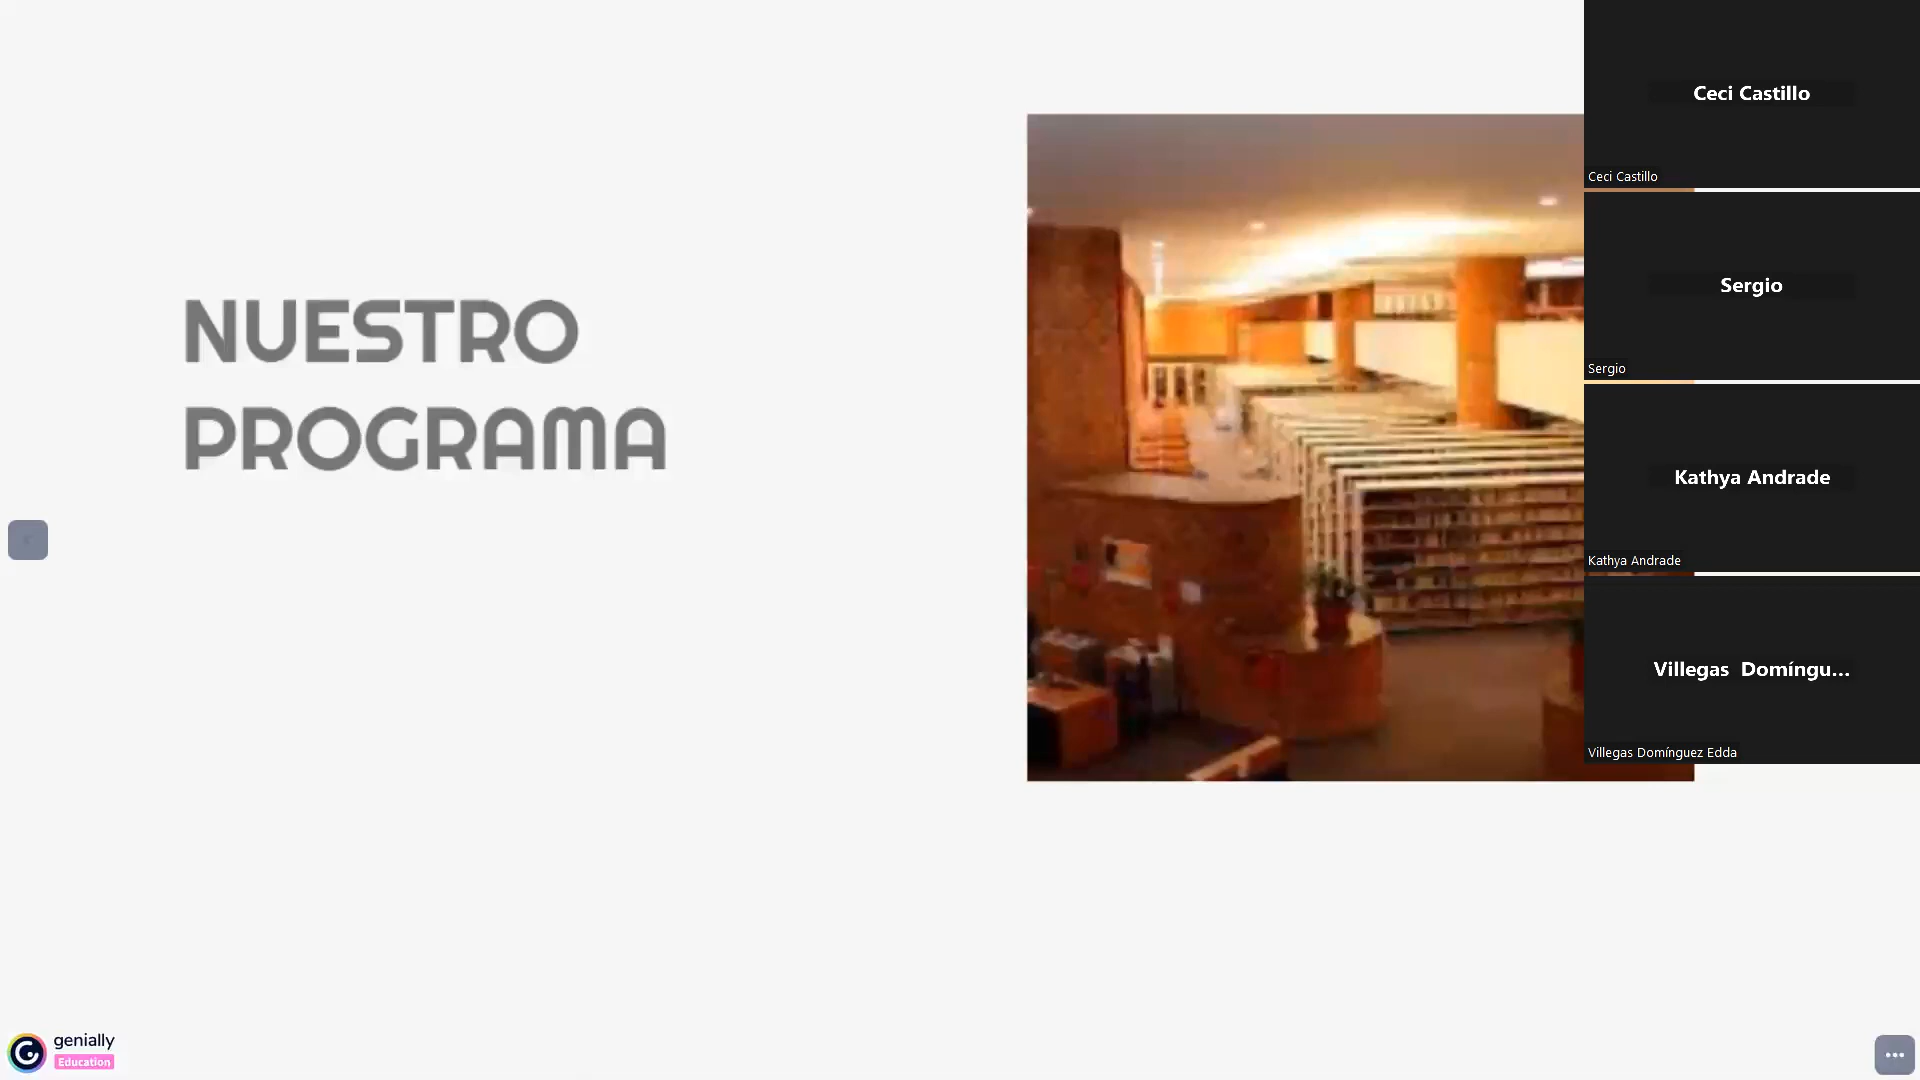 NUESTRO
PROGRAMA
Ceci Castillo
Ceci Castillo
Sergio
Sergio
Kathya Andrade
Kathya Andrade
Villegas  Domíngu...
Villegas Domínguez Edda
genially
Education